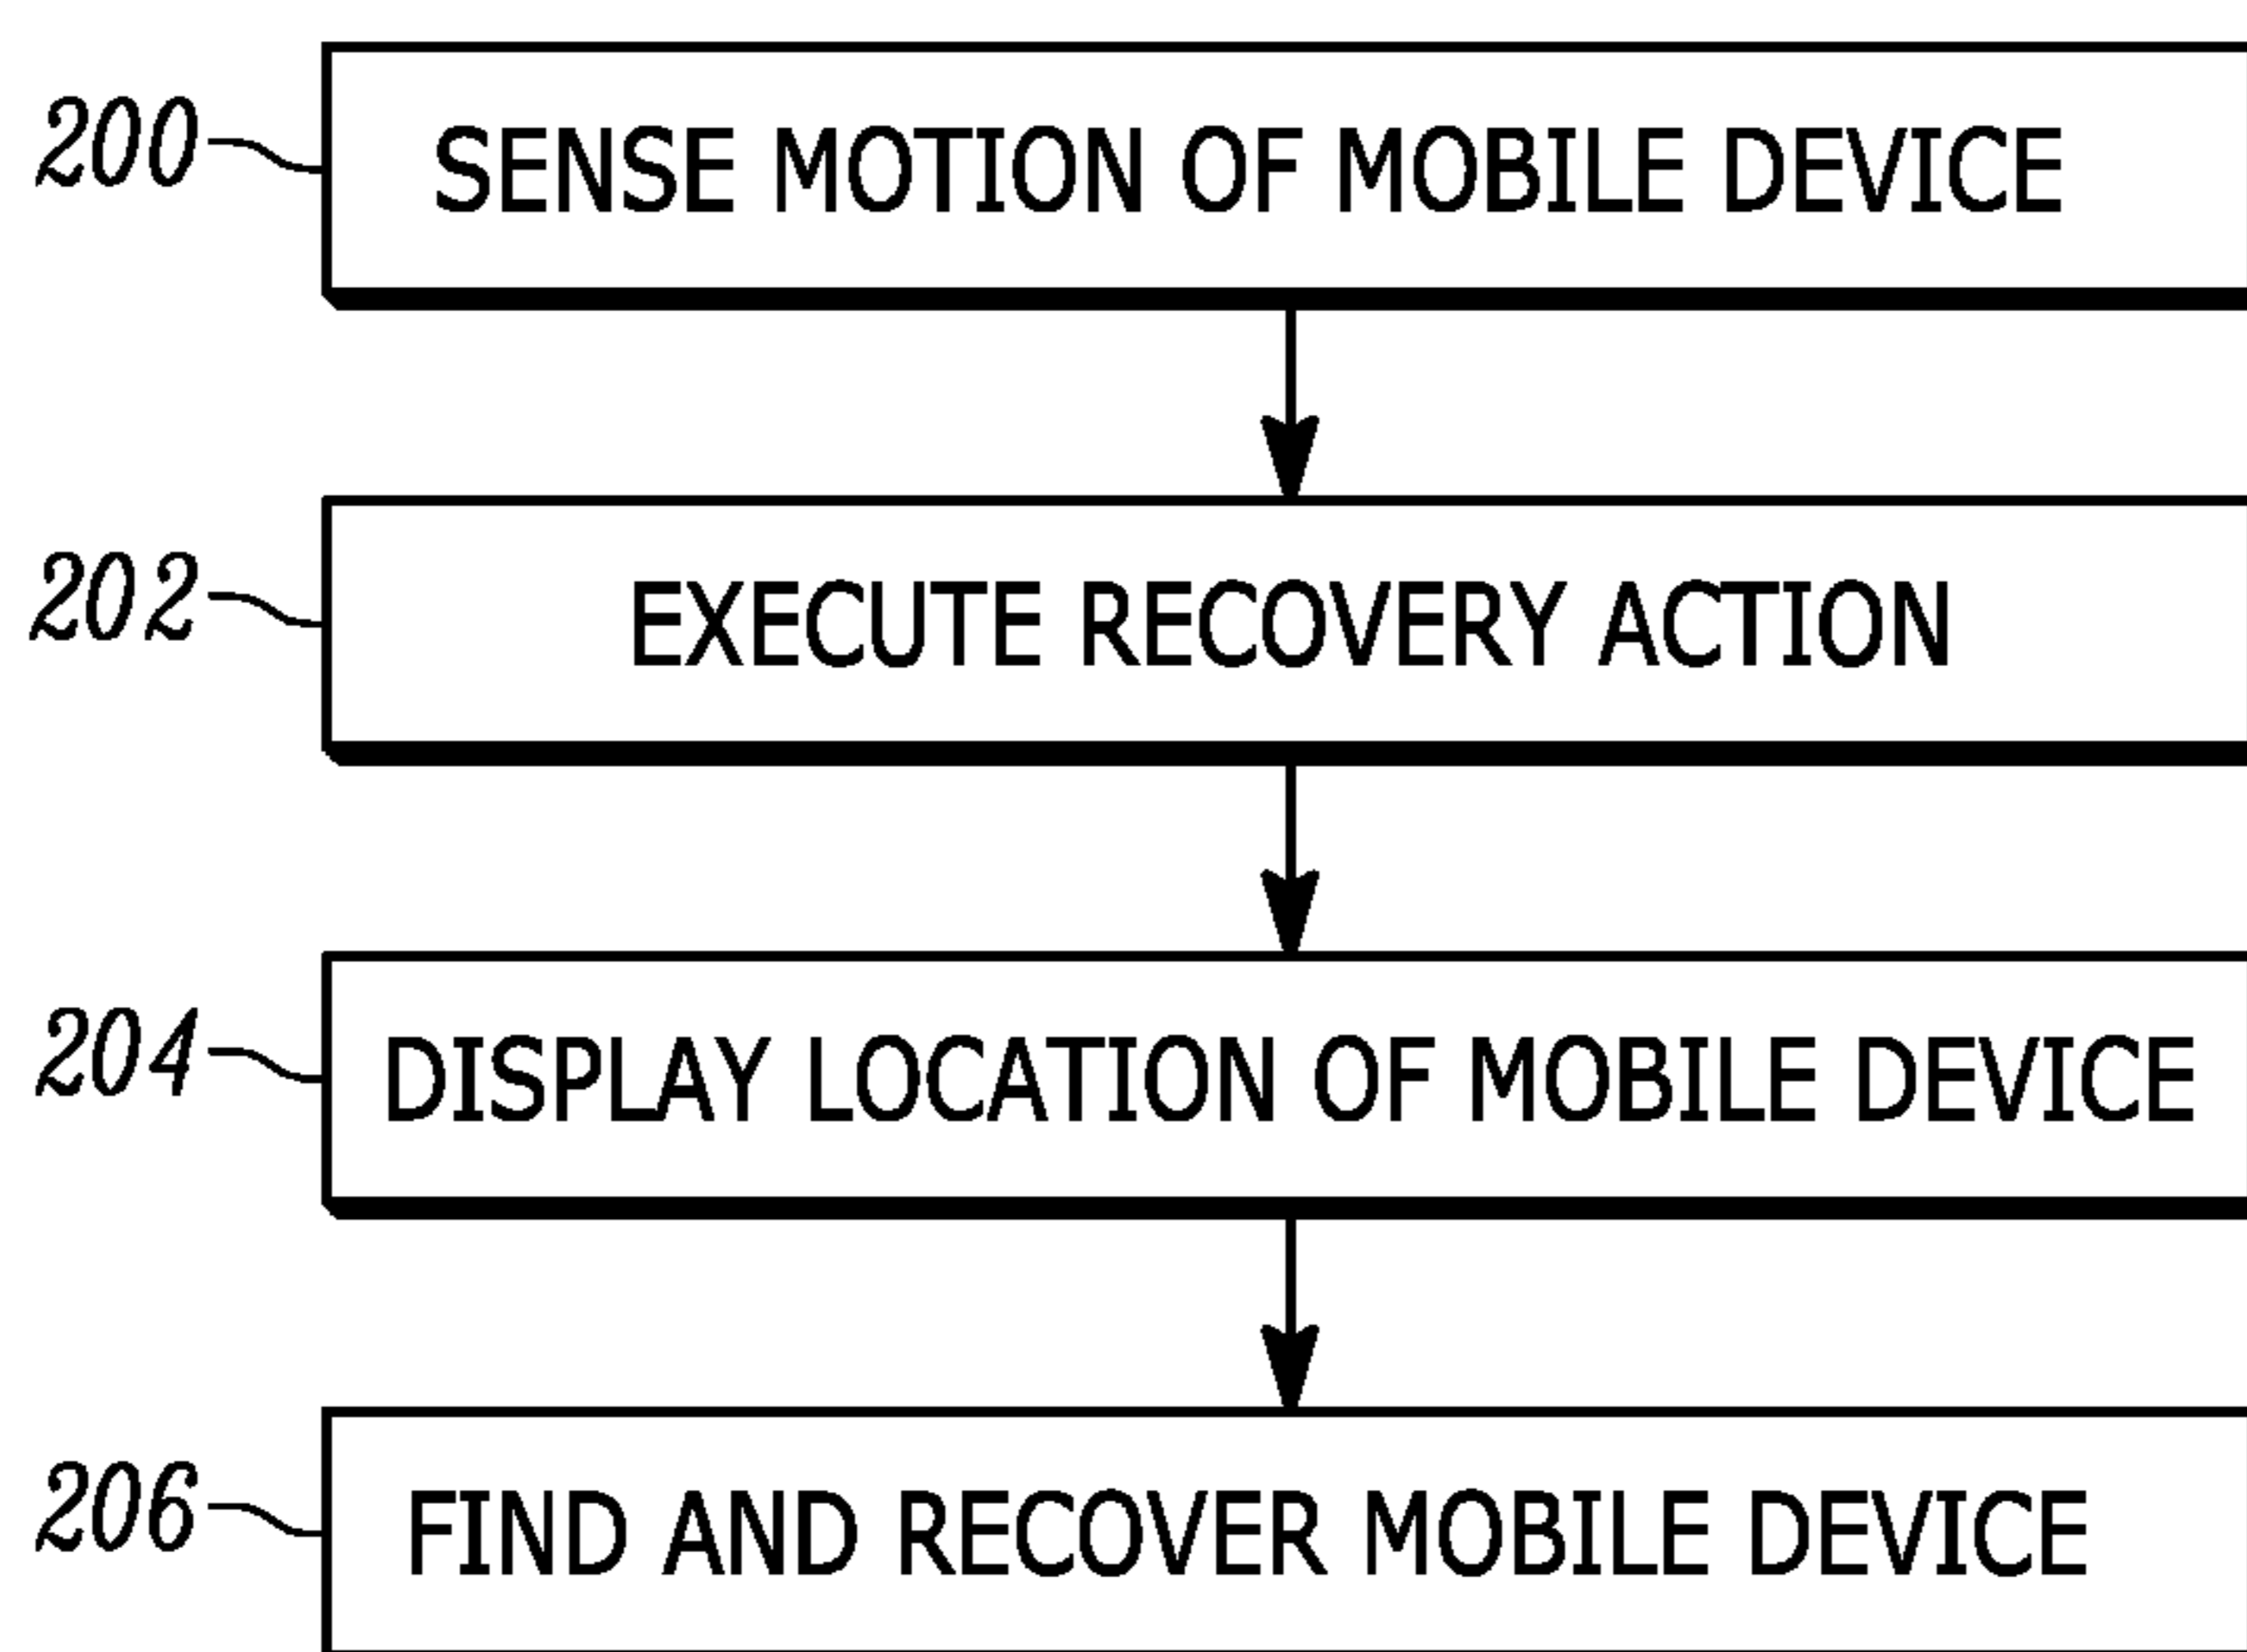 200 SENSE MOTION OF MOBILE DEVICE
202 EXECUTE RECOVERY ACTION
204 DISPLAY LOCATION OF MOBILE DEVICE
206 FIND AND RECOVER MOBILE DEVICE